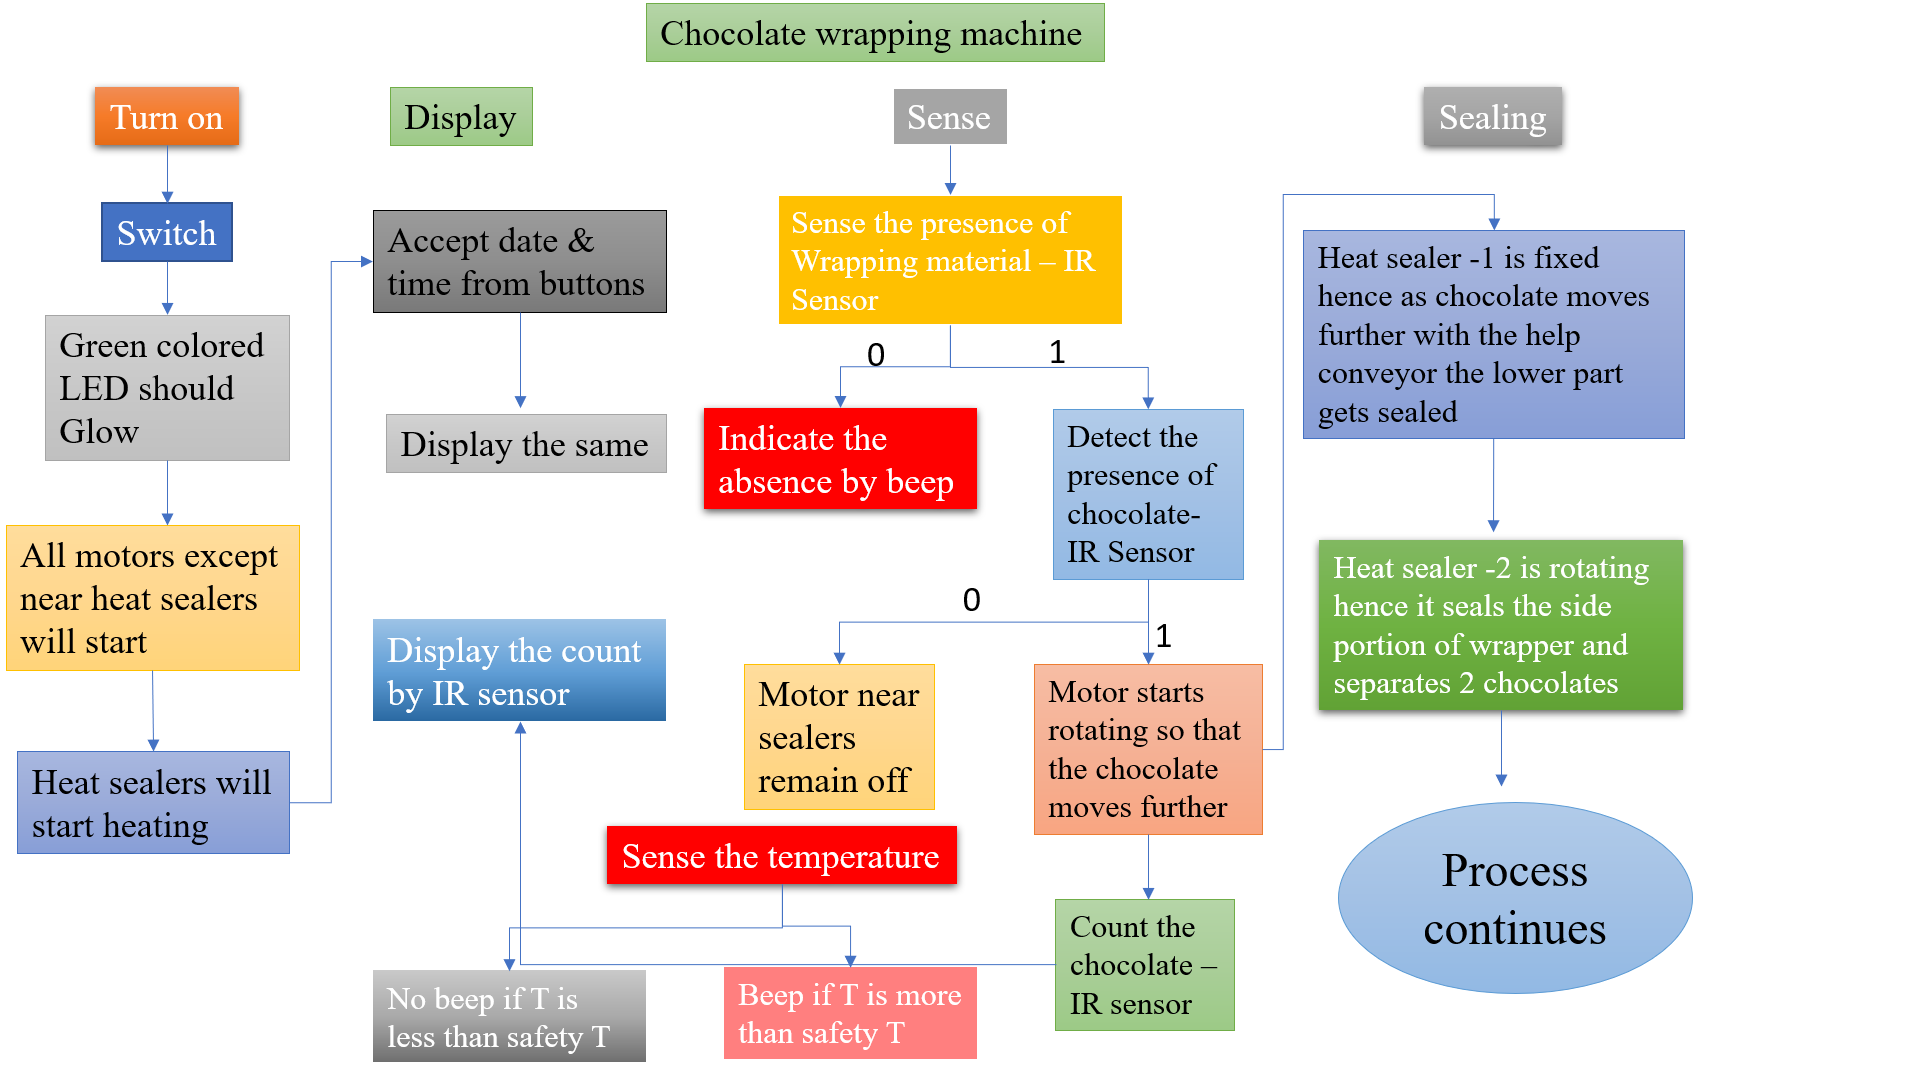 Chocolate wrapping machine
Turn on
Switch
Green colored
LED should
Glow
All motors except
near heat sealers
will start
Heat sealers will
start heating
Display
Accept date &
time from buttons
Display the same
Display the count
by IR sensor
Sense
Sense the presence of
Wrapping material – IR
Sensor
0
1
Indicate the
absence by beep
Detect the
presence of
chocolate-
IR Sensor
0
1
Motor near
sealers
remain off
Motor starts
rotating so that
the chocolate
moves further
Sense the temperature
No beep if T is
less than safety T
Beep if T is more
than safety T
Count the
chocolate –
IR sensor
Sealing
Heat sealer -1 is fixed
hence as chocolate moves
further with the help
conveyor the lower part
gets sealed
Heat sealer -2 is rotating
hence it seals the side
portion of wrapper and
separates 2 chocolates
Process
continues